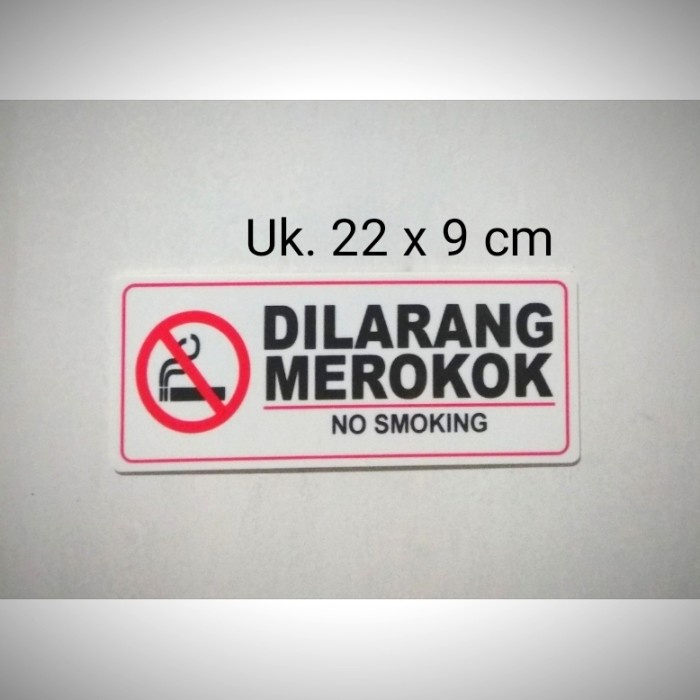 Uk. 22 x 9 cm
DILARANG
MEROKOK
NO SMOKING